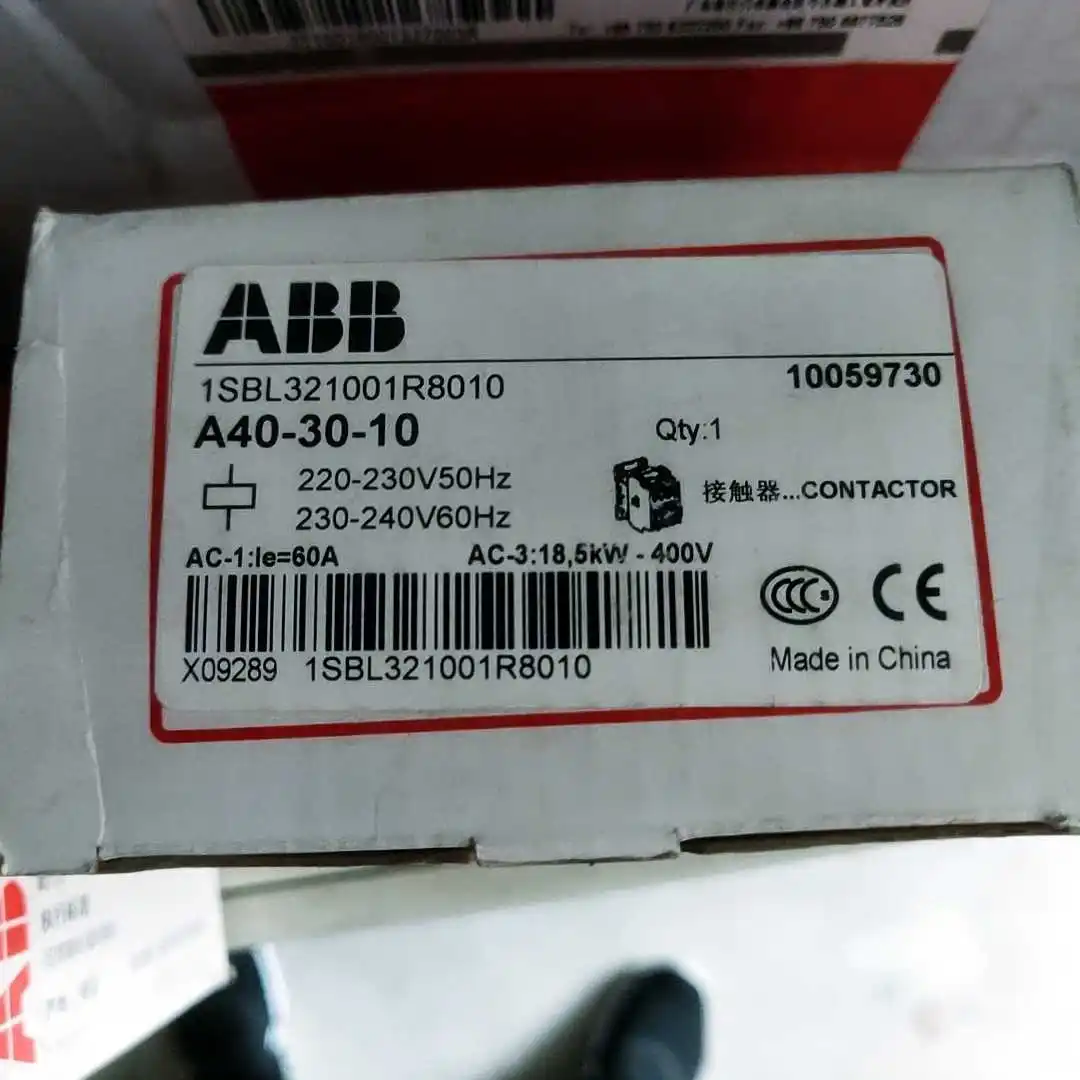 ABB
1SBL321001R8010
10059730
A40-30-10
Qty:1
220-230V50Hz
230-240V60Hz
接触器...CONTACTOR
AC-1:Ie=60A
AC-3:18,5kW - 400V
CCC S
CE
X09289 1SBL321001R8010
Made in China